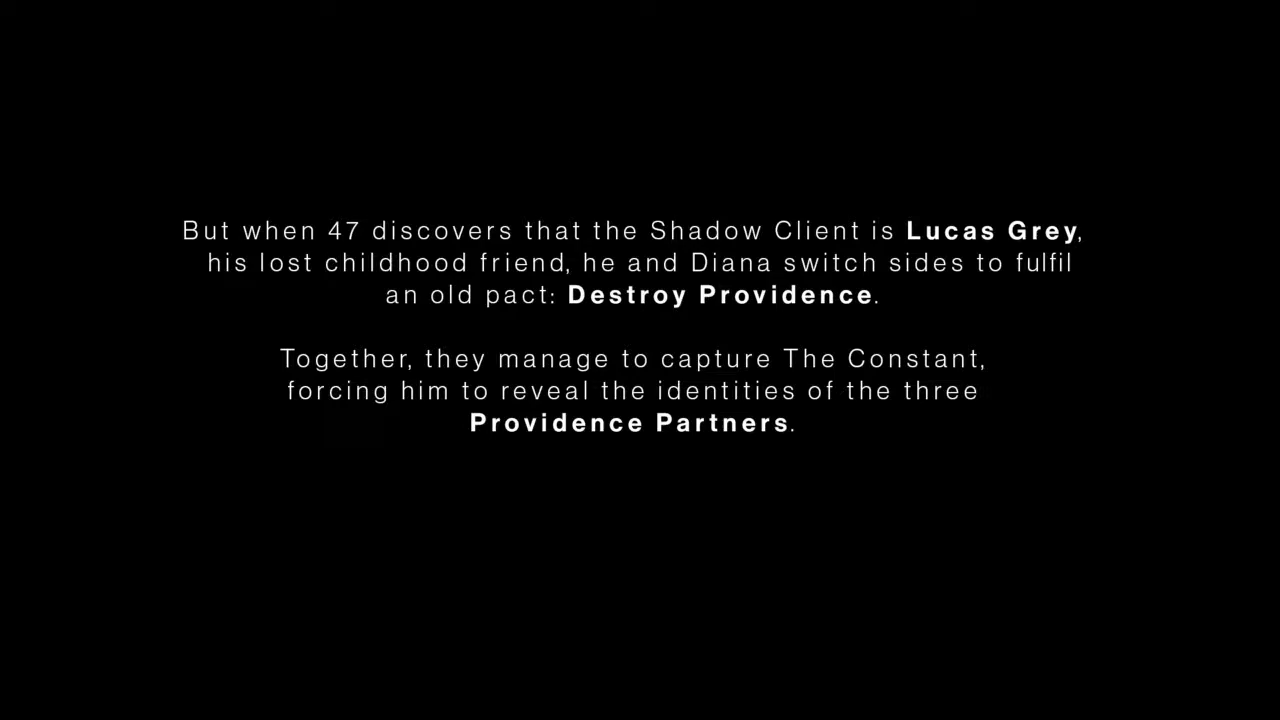 But when 47 discovers that the Shadow Client is Lucas Grey,
his lost childhood friend, he and Diana switch sides to fulfil
an old pact: Destroy Providence.
Together, they manage to capture The Constant,
forcing him to reveal the identities of the three
Providence Partners.